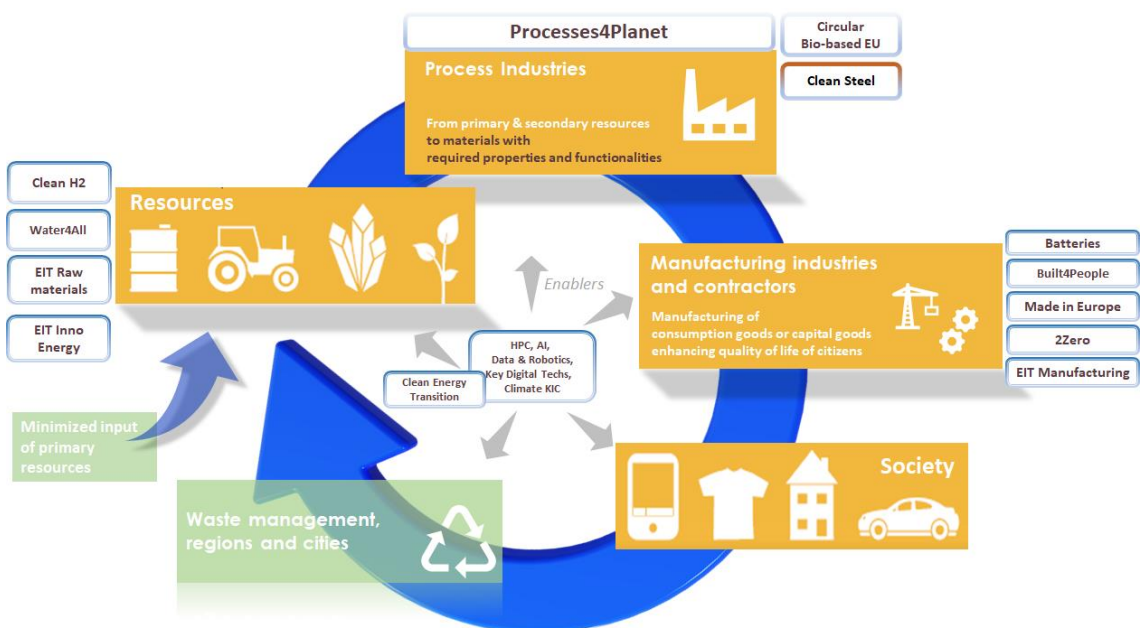 Processes4Planet
Circular
Bio-based EU
Process Industries
Clean Steel
From primary & secondary resources
to materials with
required properties and functionalities
Clean H2
Water4All
EIT Raw
materials
EIT Inno
Energy
Resources
Enablers
Manufacturing industries
and contractors
Manufacturing of
consumption goods or capital goods
enhancing quality of life of citizens
Batteries
Built4People
Made in Europe
2Zero
EIT Manufacturing
HPC, AI,
Data & Robotics,
Key Digital Techs,
Climate KIC
Clean Energy
Transition
Minimized input
of primary
resources
Society
Waste management,
regions and cities